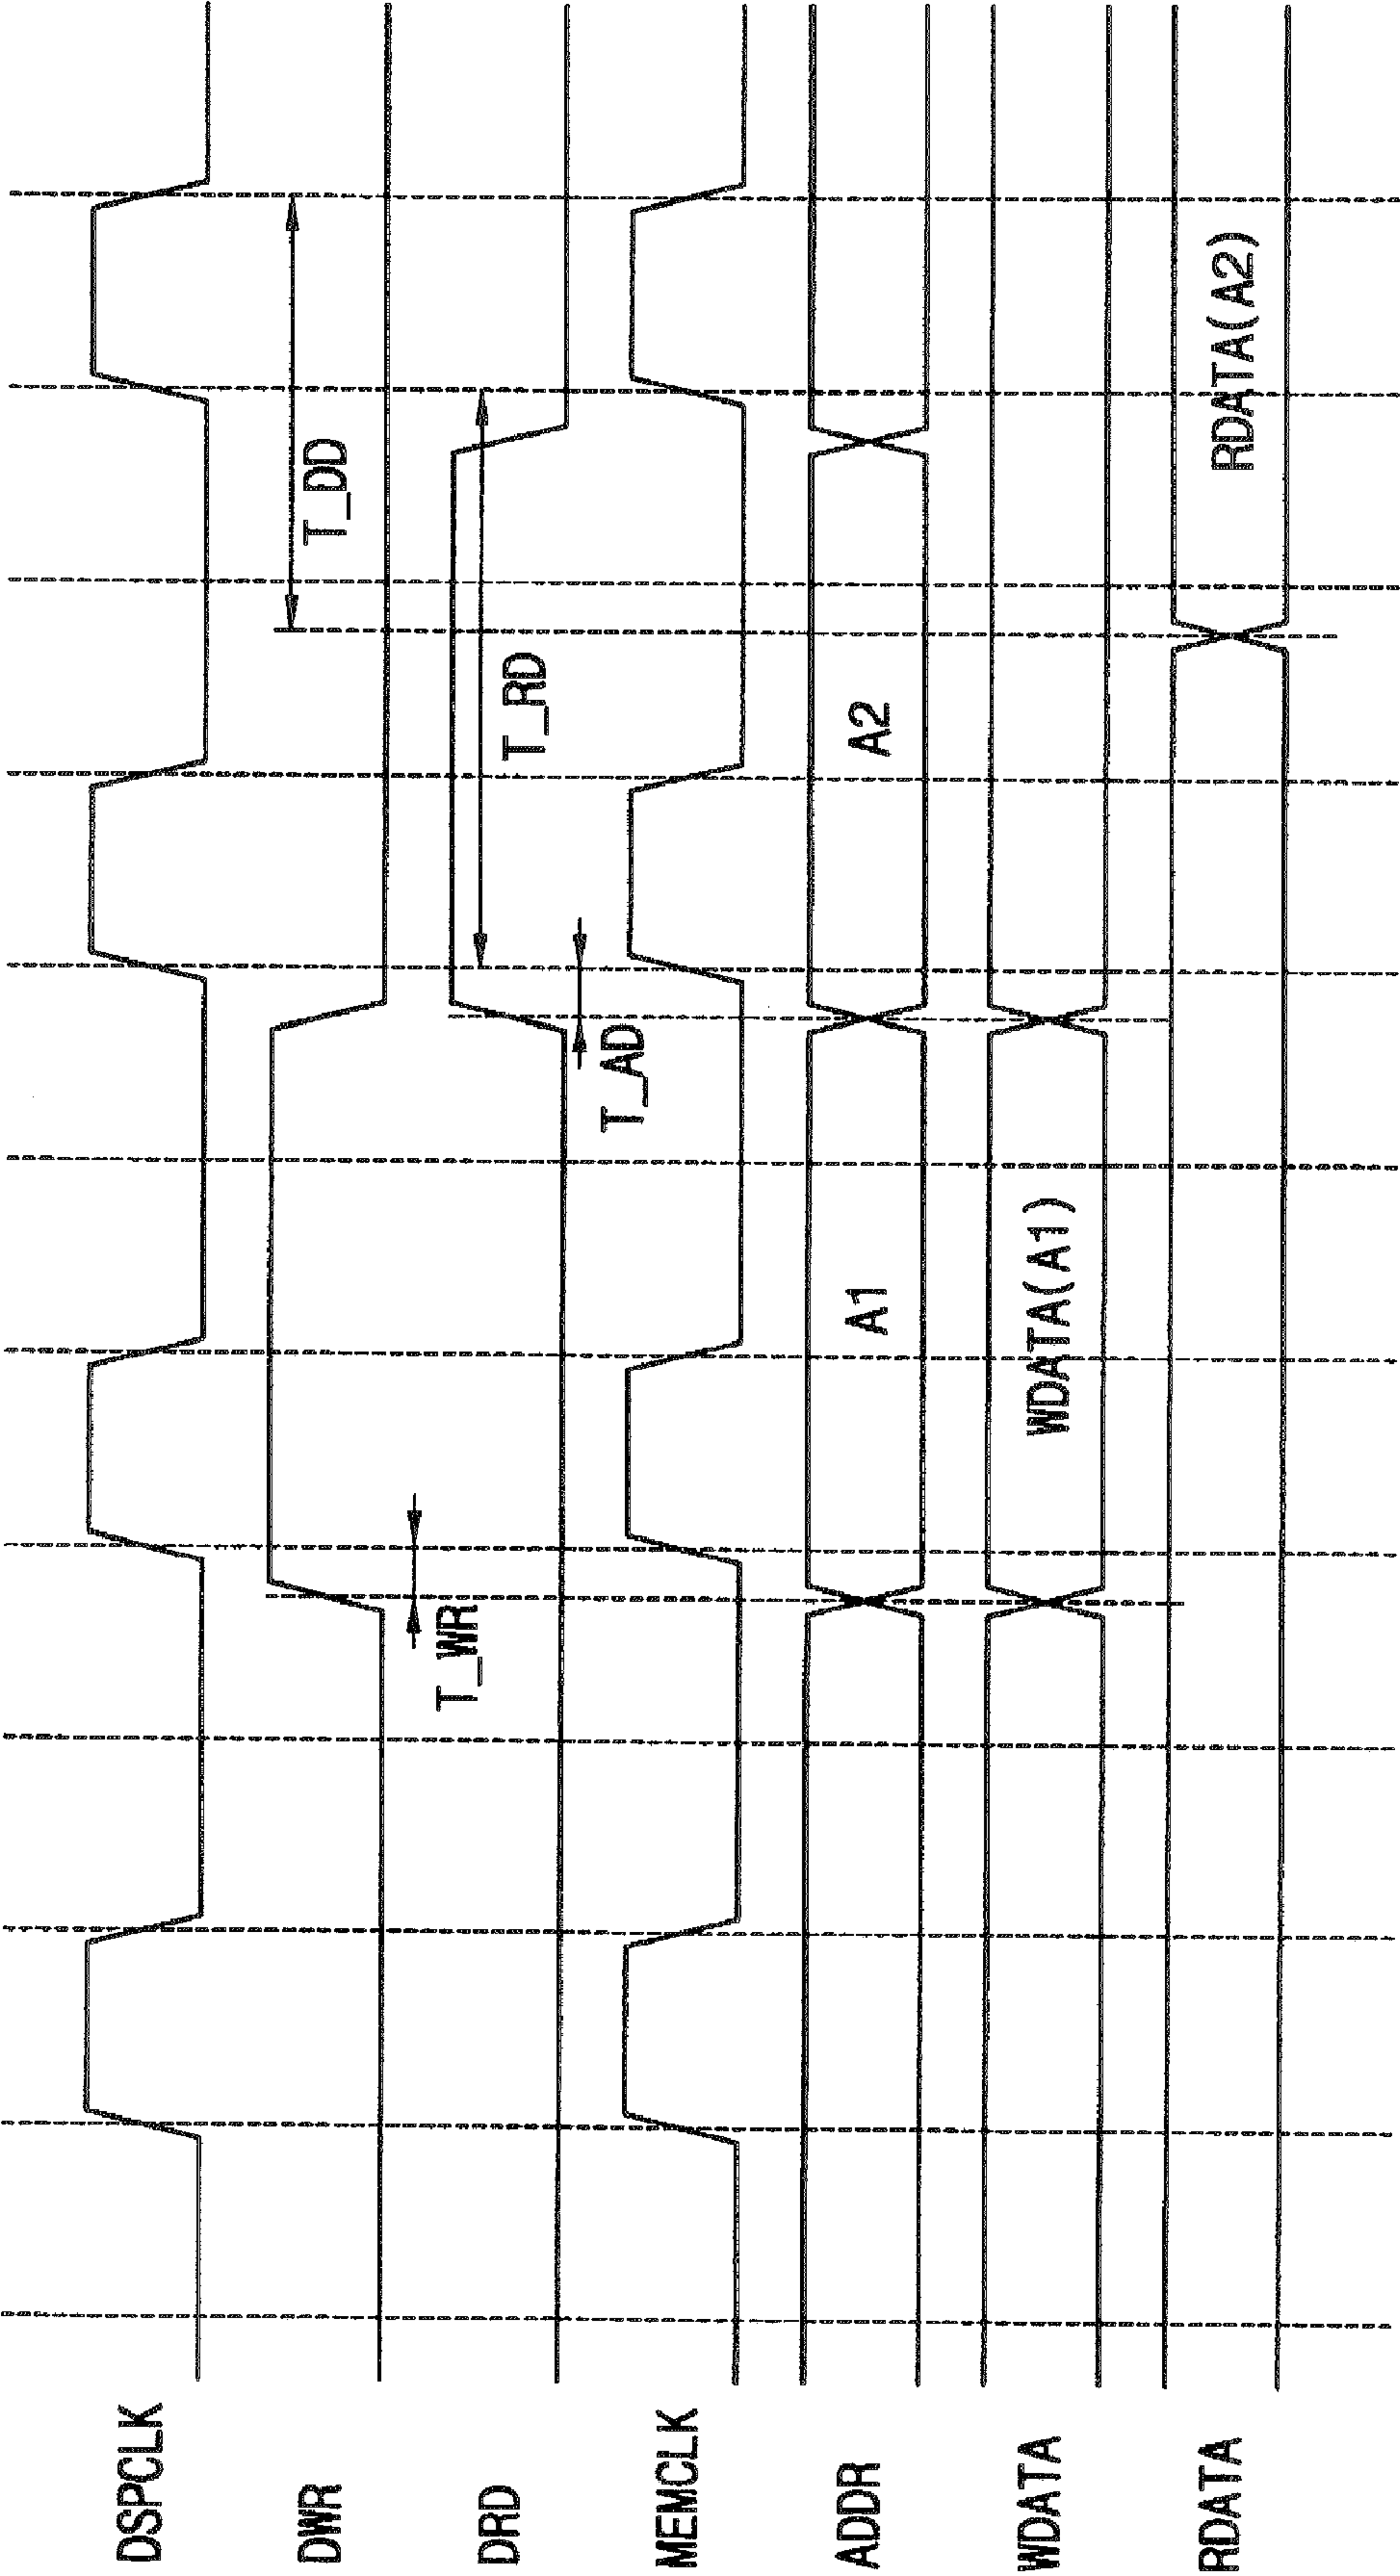 DSPCLK
T_DD
DWR
T_WR
DRD
T_RD
T_AD
MEMCLK
ADDR
A1
A2
WDATA
WDATA(A1)
RDATA
RDATA(A2)